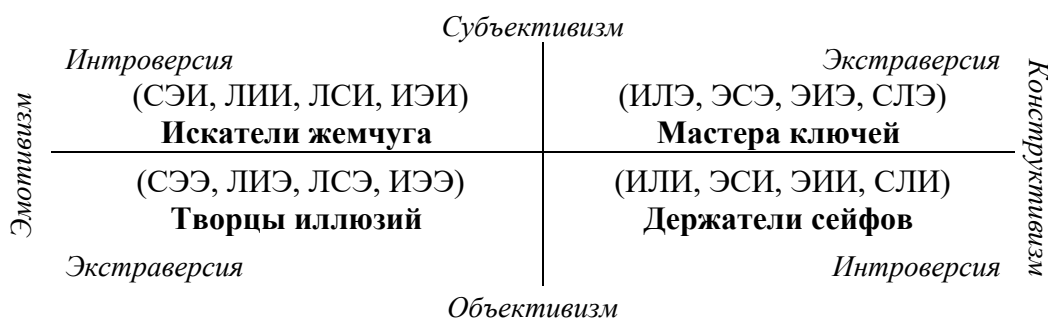 Субъективизм
Интроверсия
Экстраверсия
(СЭИ, ЛИИ, ЛСИ, ИЭИ)
(ИЛЭ, ЭСЭ, ЭИЭ, СЛЭ)
Искатели жемчуга
Мастера ключей
Эмотивизм
Конструктивизм
(СЭЭ, ЛИЭ, ЛСЭ, ИЭЭ)
(ИЛИ, ЭСИ, ЭИИ, СЛИ)
Творцы иллюзий
Держатели сейфов
Экстраверсия
Интроверсия
Объективизм